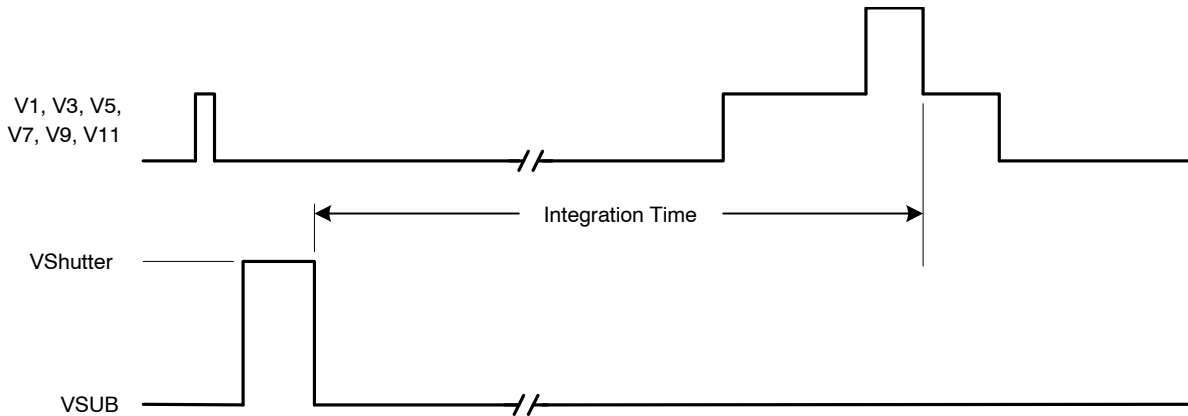 V1, V3, V5,
V7, V9, V11
Integration Time
VShutter
VSUB